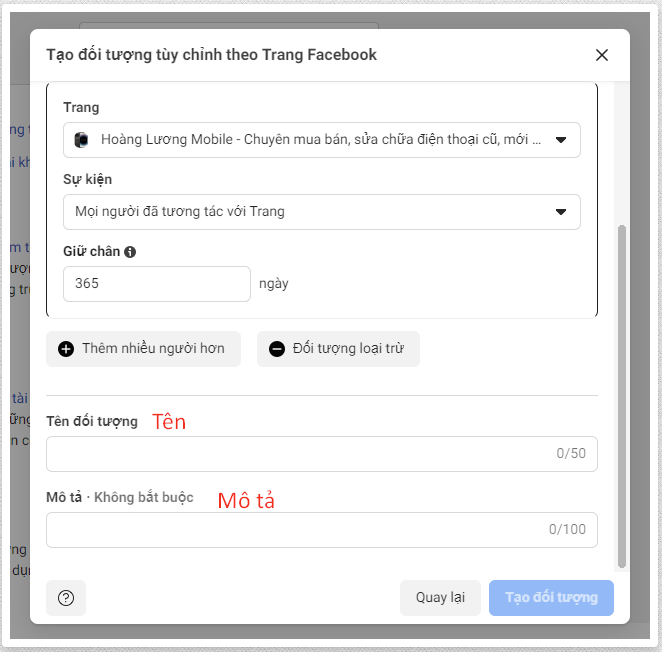 Tạo đối tượng tùy chỉnh theo Trang Facebook
Trang
Hoàng Lương Mobile - Chuyên mua bán, sửa chữa điện thoại cũ, mới ...
Sự kiện
Mọi người đã tương tác với Trang
Giữ chân
365 ngày
Thêm nhiều người hơn Đối tượng loại trừ
Tên đối tượng Tên
0/50
Mô tả · Không bắt buộc Mô tả
0/100
Quay lại Tạo đối tượng